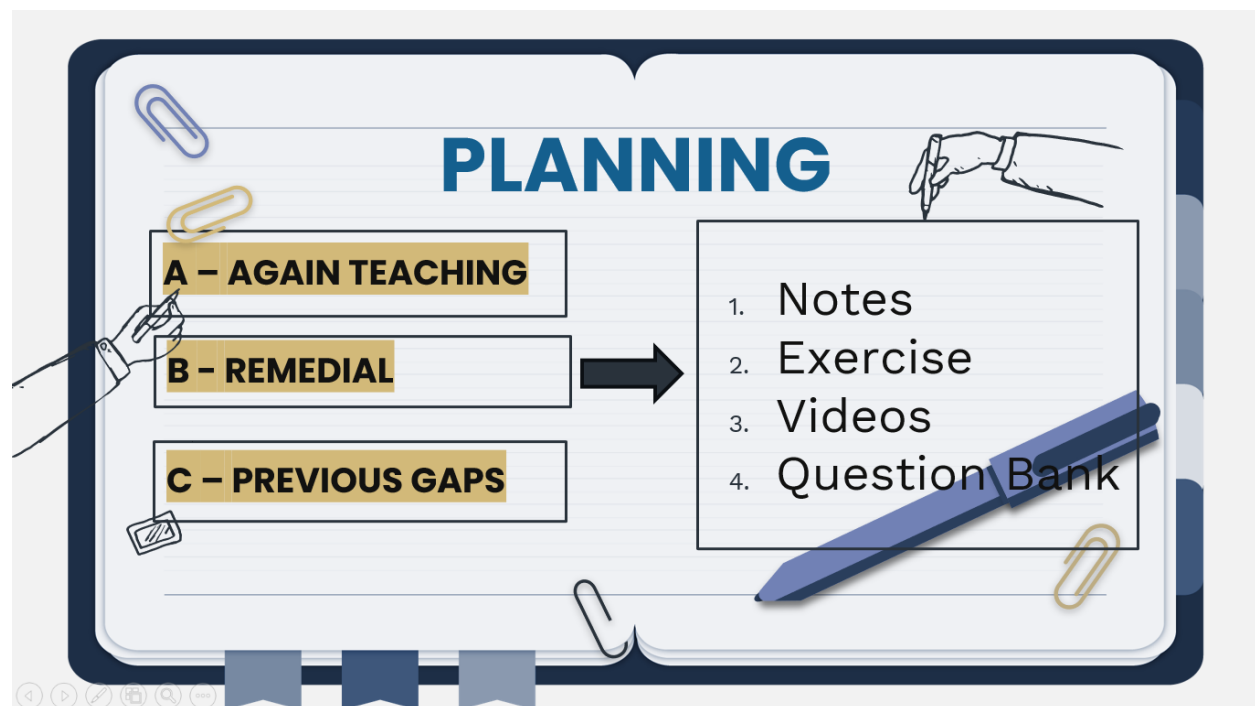 PLANNING
A – AGAIN TEACHING
B – REMEDIAL
C – PREVIOUS GAPS
1. Notes
2. Exercise
3. Videos
4. Question Bank